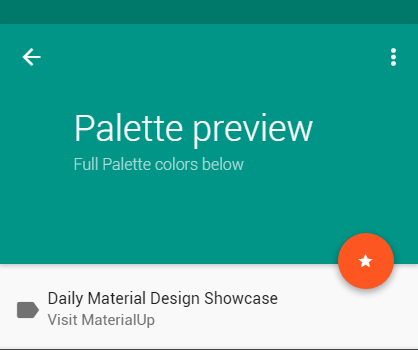 Palette preview
Full Palette colors below
Daily Material Design Showcase
Visit MaterialUp